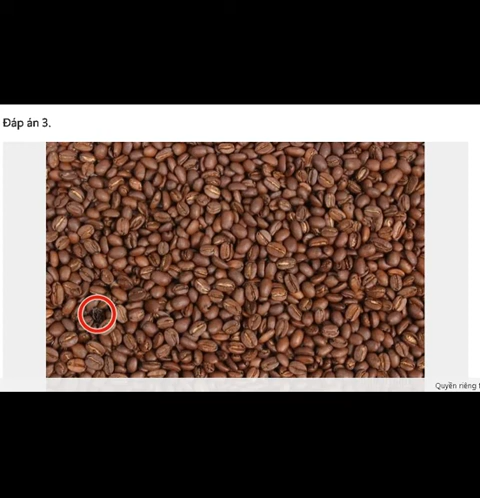 Đáp án 3.
Quyền riêng